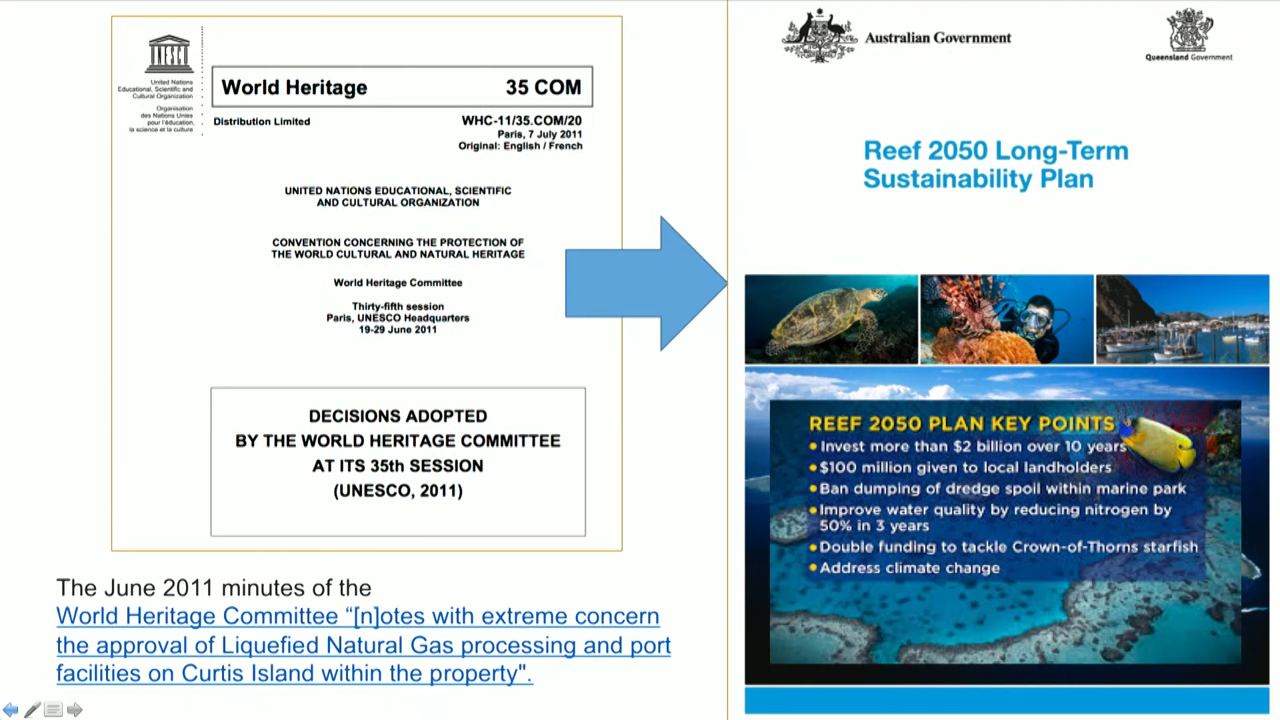 UNESCO
United Nations
Educational, Scientific and
Cultural Organization
Organisation
des Nations Unies
pour l'éducation,
la science et la culture
World Heritage 35 COM
Distribution Limited WHC-11/35.COM/20
Paris, 7 July 2011
Original: English / French
UNITED NATIONS EDUCATIONAL, SCIENTIFIC
AND CULTURAL ORGANIZATION
CONVENTION CONCERNING THE PROTECTION OF
THE WORLD CULTURAL AND NATURAL HERITAGE
World Heritage Committee
Thirty-fifth session
Paris, UNESCO Headquarters
19-29 June 2011
DECISIONS ADOPTED
BY THE WORLD HERITAGE COMMITTEE
AT ITS 35th SESSION
(UNESCO, 2011)
The June 2011 minutes of the
World Heritage Committee “[n]otes with extreme concern
the approval of Liquefied Natural Gas processing and port
facilities on Curtis Island within the property".
Australian Government
Queensland Government
Reef 2050 Long-Term
Sustainability Plan
REEF 2050 PLAN KEY POINTS
• Invest more than $2 billion over 10 years
• $100 million given to local landholders
• Ban dumping of dredge spoil within marine park
• Improve water quality by reducing nitrogen by
50% in 3 years
• Double funding to tackle Crown-of-Thorns starfish
• Address climate change